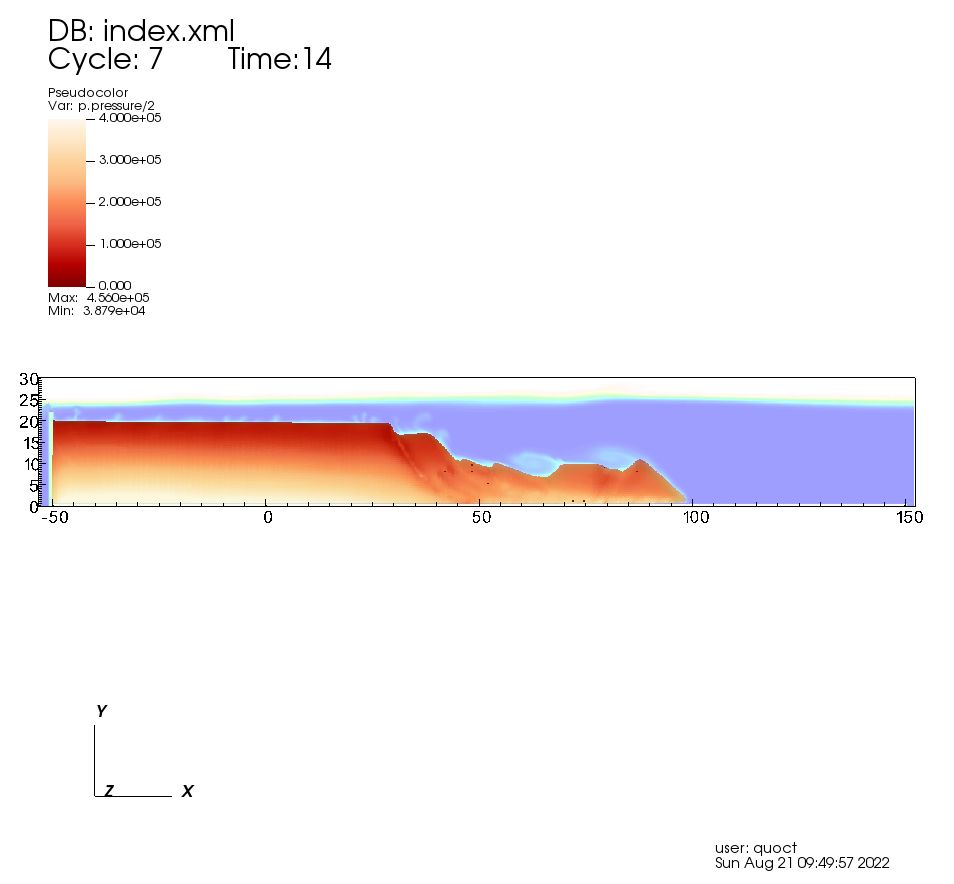 DB: index.xml
Cycle: 7 Time:14
Pseudocolor
Var: p.pressure/2
4.000e+05
3.000e+05
2.000e+05
1.000e+05
0.000
Max: 4.560e+05
Min: 3.879e+04
30
25
20
15
10
5
0
-50 0 50 100 150
Y
Z X
user: quoct
Sun Aug 21 09:49:57 2022